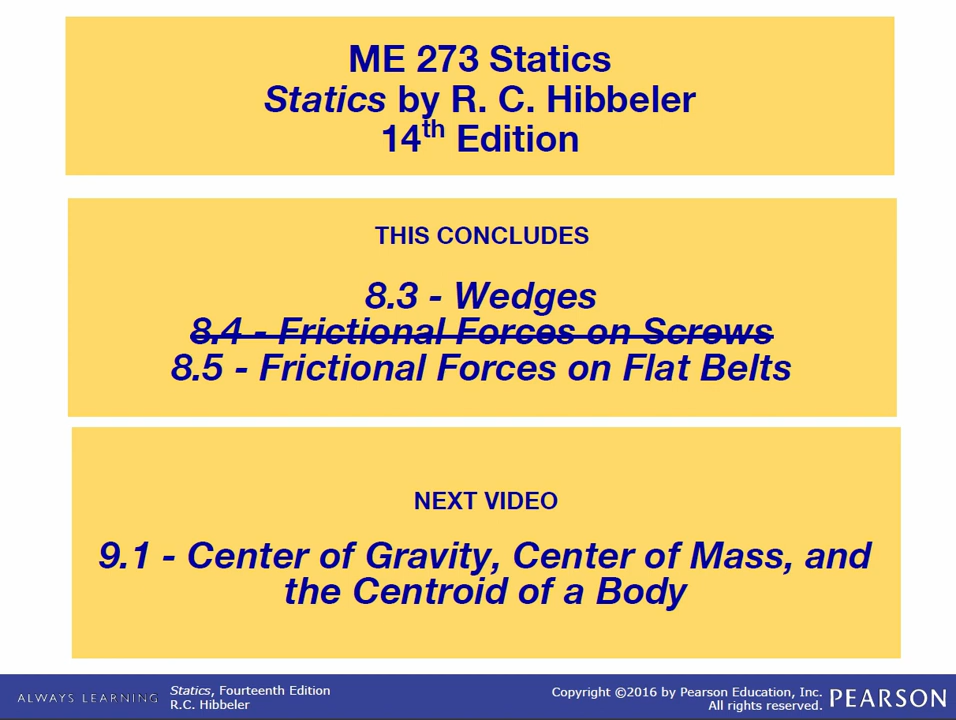 ME 273 Statics
Statics by R. C. Hibbeler
14th Edition
THIS CONCLUDES
8.3 - Wedges
8.4 - Frictional Forces on Screws
8.5 - Frictional Forces on Flat Belts
NEXT VIDEO
9.1 - Center of Gravity, Center of Mass, and
the Centroid of a Body
ALWAYS LEARNING
Statics, Fourteenth Edition
R.C. Hibbeler
Copyright ©2016 by Pearson Education, Inc.
All rights reserved.
PEARSON